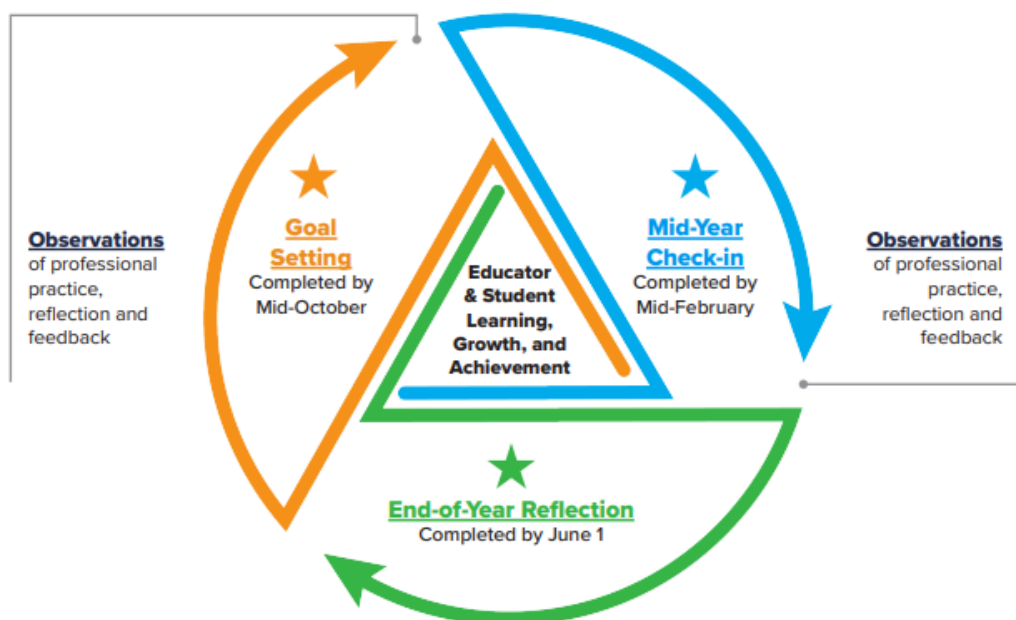 Observations
of professional
practice,
reflection and
feedback
Goal
Setting
Completed by
Mid-October
Educator
& Student
Learning,
Growth, and
Achievement
Mid-Year
Check-in
Completed by
Mid-February
Observations
of professional
practice,
reflection and
feedback
End-of-Year Reflection
Completed by June 1